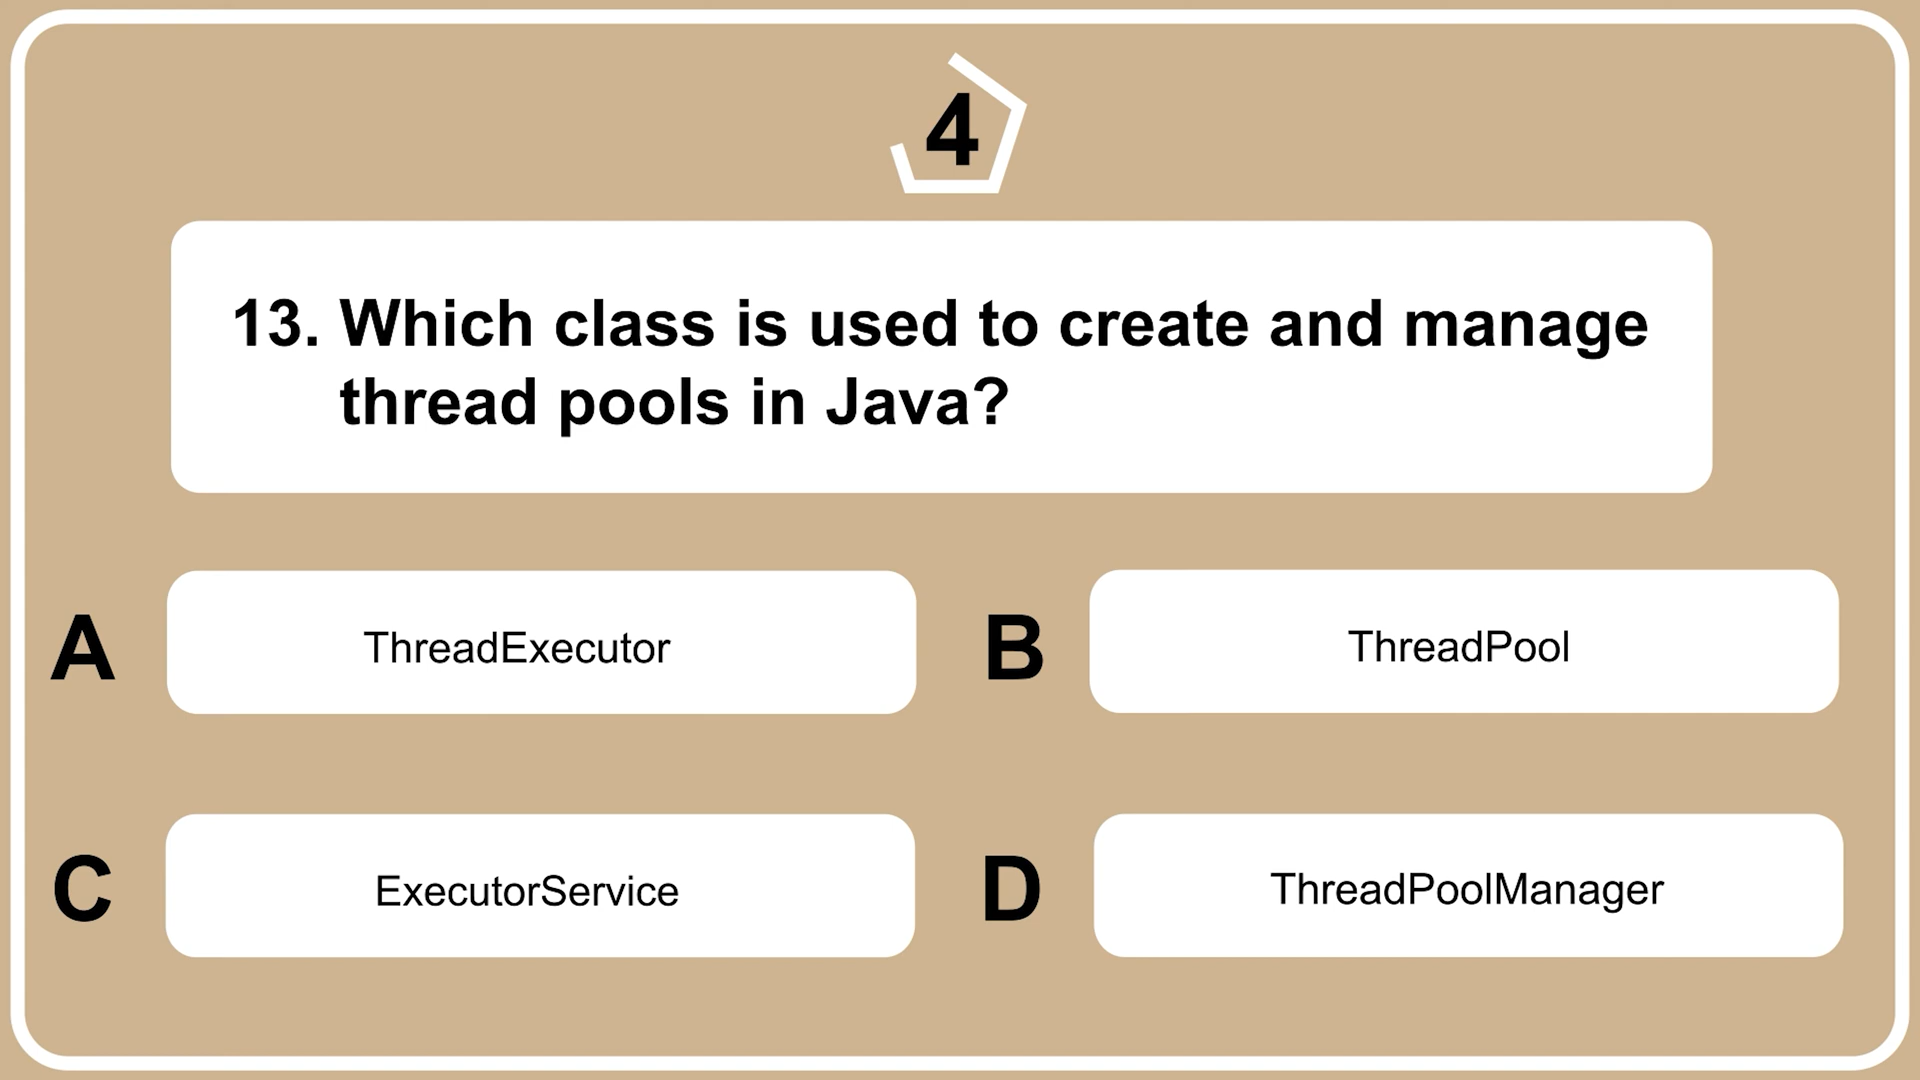 4
13. Which class is used to create and manage
thread pools in Java?
A ThreadExecutor
B ThreadPool
C ExecutorService
D ThreadPoolManager